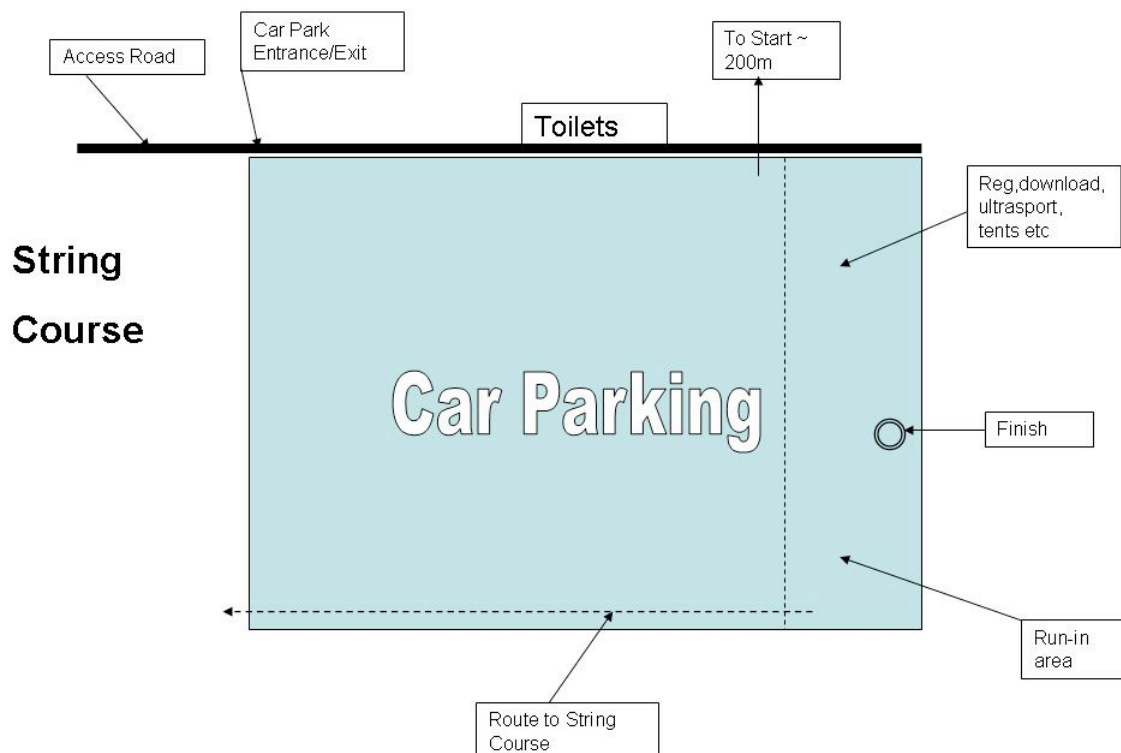 Car Park
Entrance/Exit
Access Road
To Start ~
200m
Toilets
Reg,download,
ultrasport,
tents etc
String
Course
Car Parking
Finish
Run-in
area
Route to String
Course